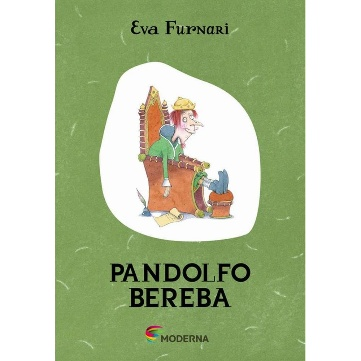 Eva Furnari
PANDOLFO
BEREBA
MODERNA